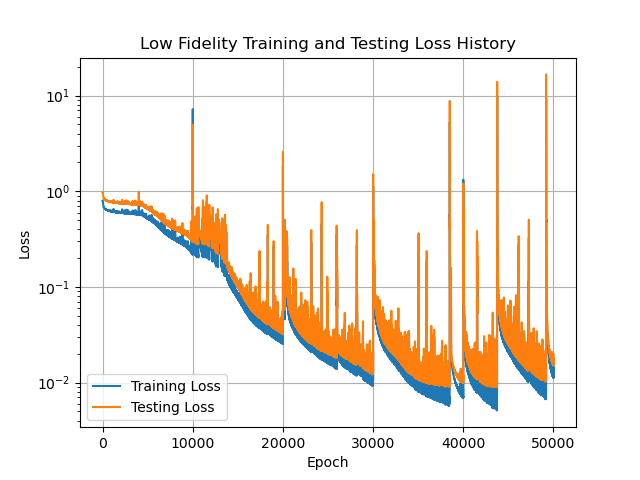 Low Fidelity Training and Testing Loss History
Loss
10¹
10⁰
10⁻¹
10⁻²
Training Loss
Testing Loss
0 10000 20000 30000 40000 50000
Epoch